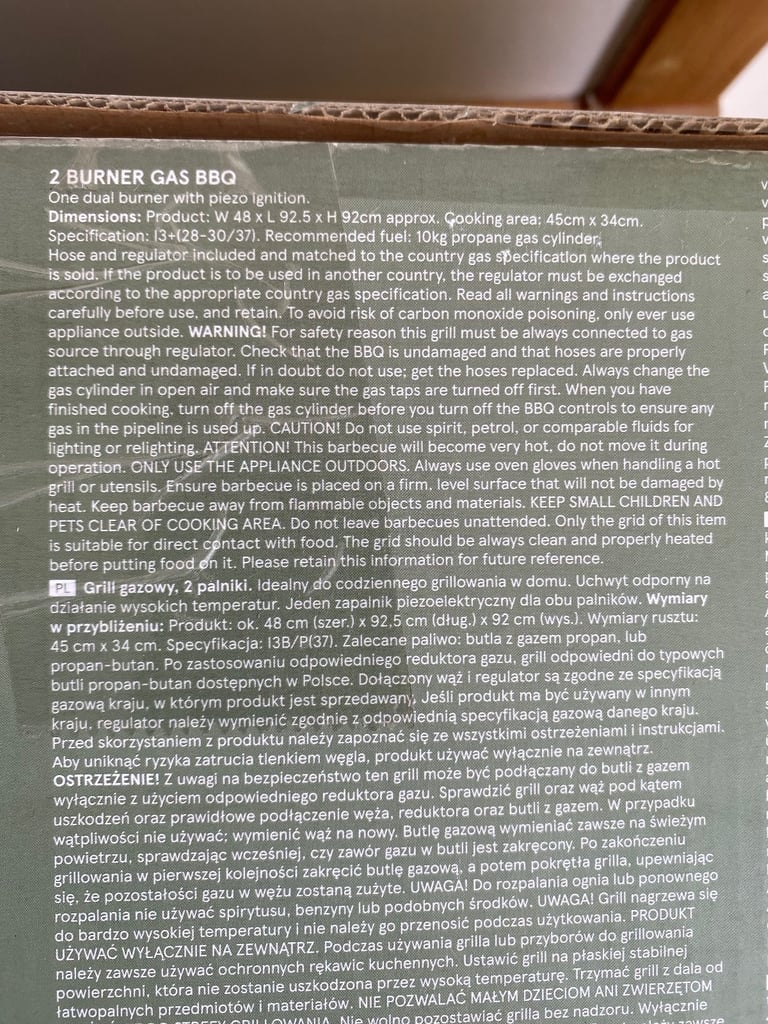 2 BURNER GAS BBQ
One dual burner with piezo ignition.
Dimensions: Product: W 48 x L 92.5 x H 92cm approx. Cooking area: 45cm x 34cm.
Specification: I3+(28-30/37). Recommended fuel: 10kg propane gas cylinder.
Hose and regulator included and matched to the country gas specification where the product
is sold. If the product is to be used in another country, the regulator must be exchanged
according to the appropriate country gas specification. Read all warnings and instructions
carefully before use, and retain. To avoid risk of carbon monoxide poisoning, only ever use
appliance outside. WARNING! For safety reason this grill must be always connected to gas
source through regulator. Check that the BBQ is undamaged and that hoses are properly
attached and undamaged. If in doubt do not use; get the hoses replaced. Always change the
gas cylinder in open air and make sure the gas taps are turned off first. When you have
finished cooking, turn off the gas cylinder before you turn off the BBQ controls to ensure any
gas in the pipeline is used up. CAUTION! Do not use spirit, petrol, or comparable fluids for
lighting or relighting. ATTENTION! This barbecue will become very hot, do not move it during
operation. ONLY USE THE APPLIANCE OUTDOORS. Always use oven gloves when handling a hot
grill or utensils. Ensure barbecue is placed on a firm, level surface that will not be damaged by
heat. Keep barbecue away from flammable objects and materials. KEEP SMALL CHILDREN AND
PETS CLEAR OF COOKING AREA. Do not leave barbecues unattended. Only the grid of this item
is suitable for direct contact with food. The grid should be always clean and properly heated
before putting food on it. Please retain this information for future reference.
PL Grill gazowy, 2 palniki. Idealny do codziennego grillowania w domu. Uchwyt odporny na
działanie wysokich temperatur. Jeden zapalnik piezoelektryczny dla obu palników. Wymiary
w przybliżeniu: Produkt: ok. 48 cm (szer.) x 92,5 cm (dług.) x 92 cm (wys.). Wymiary rusztu:
45 cm x 34 cm. Specyfikacja: I3B/P(37). Zalecane paliwo: butla z gazem propan, lub
propan-butan. Po zastosowaniu odpowiedniego reduktora gazu, grill odpowiedni do typowych
butli propan-butan dostępnych w Polsce. Dołączony wąż i regulator są zgodne ze specyfikacją
gazową kraju, w którym produkt jest sprzedawany. Jeśli produkt ma być używany w innym
kraju, regulator należy wymienić zgodnie z odpowiednią specyfikacją gazową danego kraju.
Przed skorzystaniem z produktu należy zapoznać się ze wszystkimi ostrzeżeniami i instrukcjami.
Aby uniknąć ryzyka zatrucia tlenkiem węgla, produkt używać wyłącznie na zewnątrz.
OSTRZEŻENIE! Z uwagi na bezpieczeństwo ten grill może być podłączany do butli z gazem
wyłącznie z użyciem odpowiedniego reduktora gazu. Sprawdzić grill oraz wąż pod kątem
uszkodzeń oraz prawidłowe podłączenie węża, reduktora oraz butli z gazem. W przypadku
wątpliwości nie używać; wymienić wąż na nowy. Butlę gazową wymieniać zawsze na świeżym
powietrzu, sprawdzając wcześniej, czy zawór gazu w butli jest zakręcony. Po zakończeniu
grillowania w pierwszej kolejności zakręcić butlę gazową, a potem pokrętła grilla, upewniając
się, że pozostałości gazu w wężu zostaną zużyte. UWAGA! Do rozpalania ognia lub ponownego
rozpalania nie używać spirytusu, benzyny lub podobnych środków. UWAGA! Grill nagrzewa się
do bardzo wysokiej temperatury i nie należy go przenosić podczas użytkowania. PRODUKT
UŻYWAĆ WYŁĄCZNIE NA ZEWNĄTRZ. Podczas używania grilla lub przyborów do grillowania
należy zawsze używać ochronnych rękawic kuchennych. Ustawić grill na płaskiej stabilnej
powierzchni, która nie zostanie uszkodzona przez wysoką temperaturę. Trzymać grill z dala od
łatwopalnych przedmiotów i materiałów. NIE POZWALAĆ MAŁYM DZIECIOM ANI ZWIERZĘTOM
STREFY GRILLOWANIA. Nie wolno pozostawiać grilla bez nadzoru. Wyłącznie